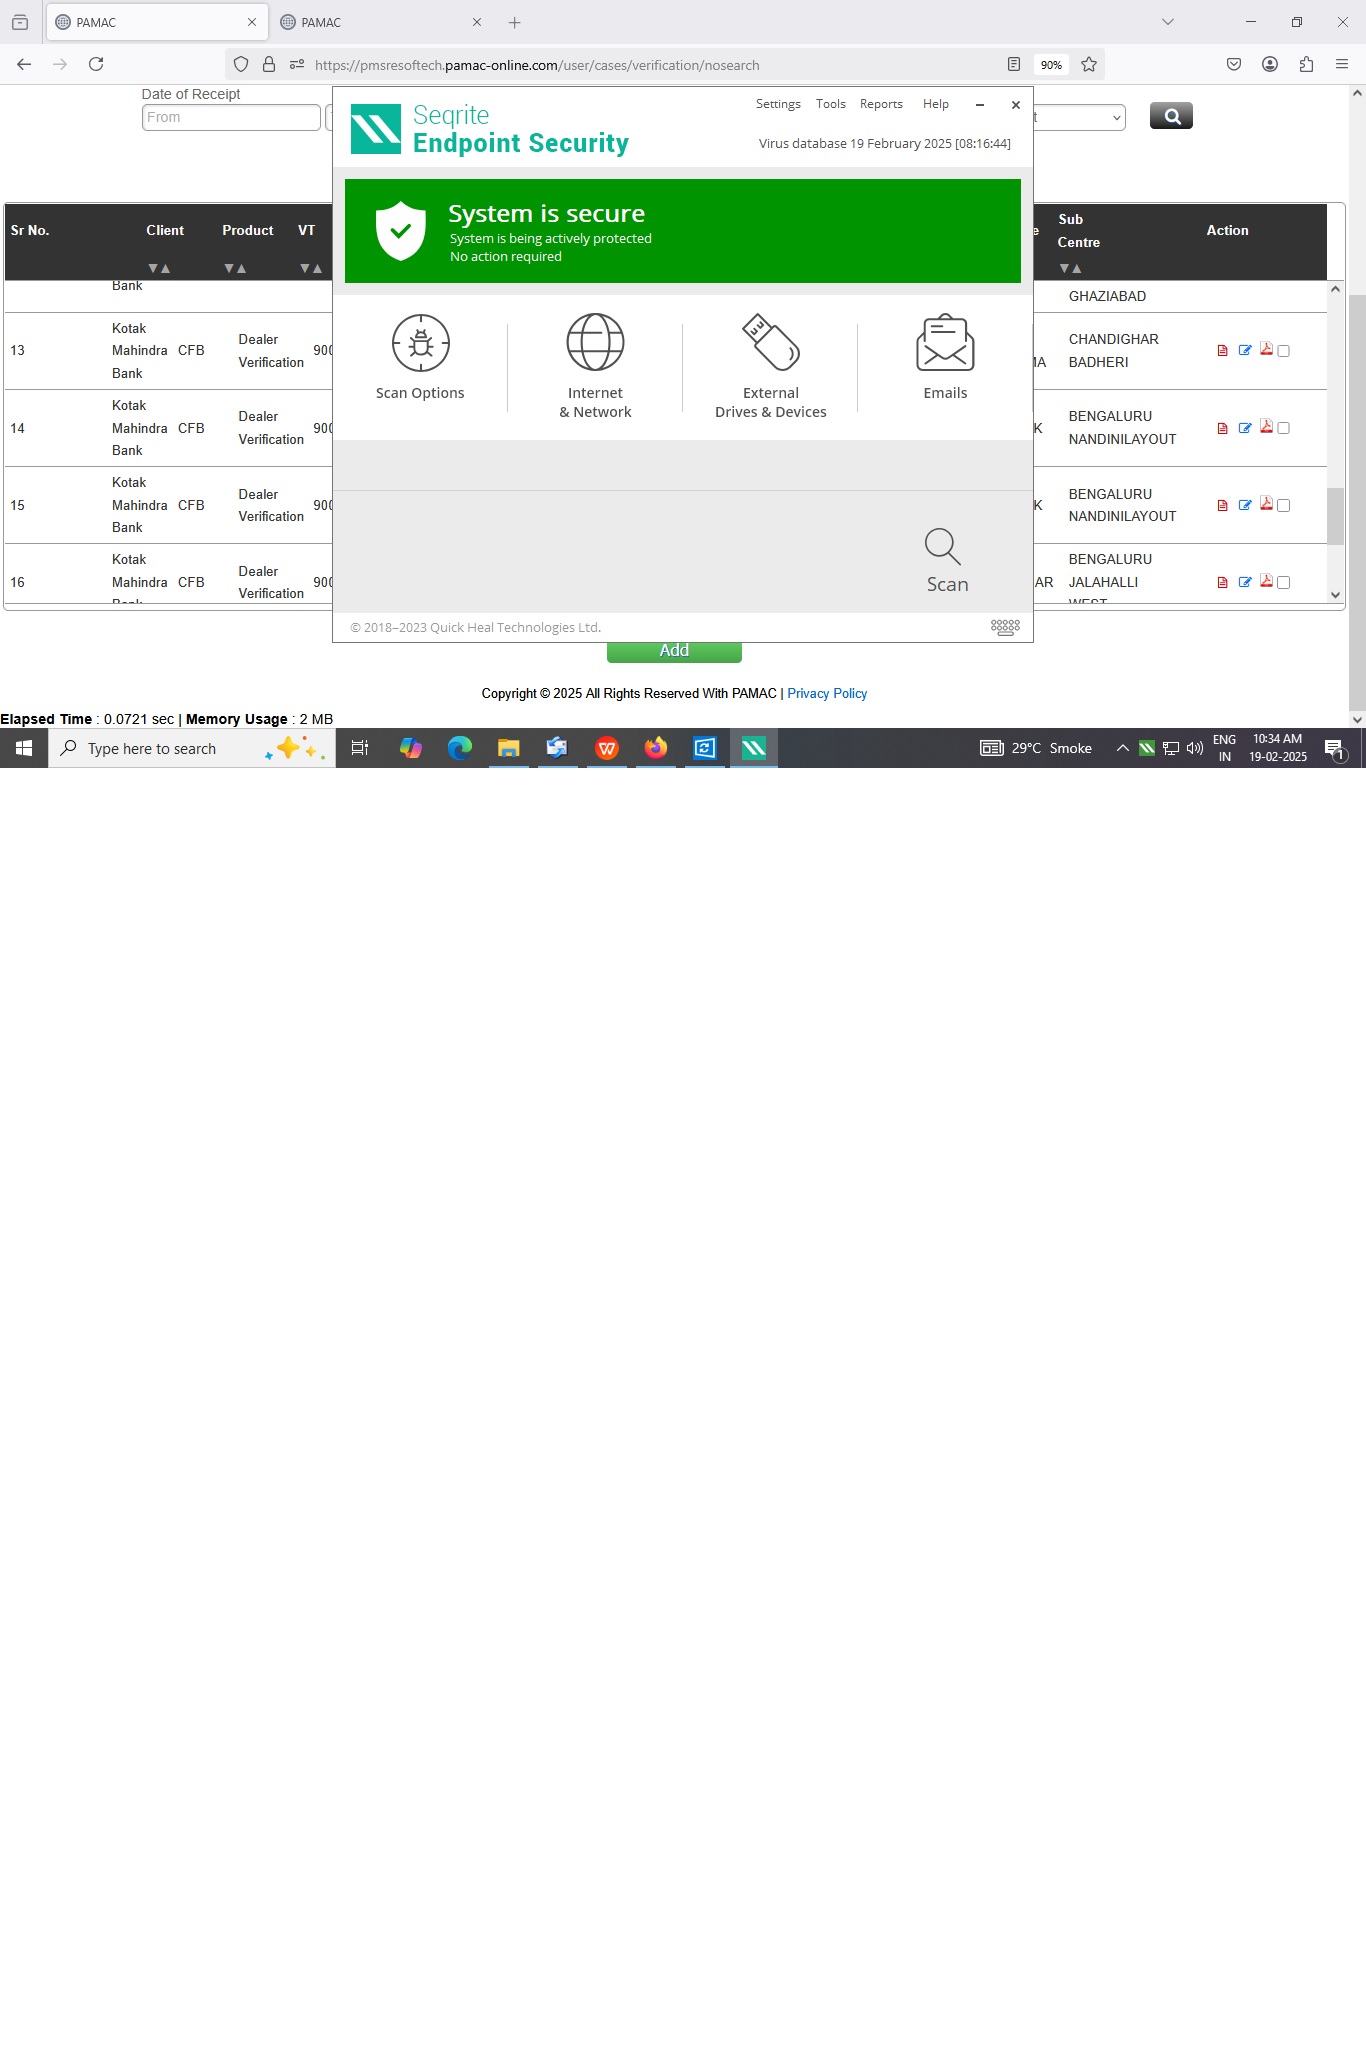 PAMAC
PAMAC
https://pmsresoftech.pamac-online.com/user/cases/verification/nosearch
90%
Date of Receipt
From
Seqrite
Endpoint Security
Settings Tools Reports Help
Virus database 19 February 2025 [08:16:44]
System is secure
System is being actively protected
No action required
Scan Options
Internet
& Network
External
Drives & Devices
Emails
Scan
© 2018–2023 Quick Heal Technologies Ltd.
Sr No. Client Product VT
Sub
Centre
Action
Bank
GHAZIABAD
13
Kotak
Mahindra
Bank
CFB
Dealer
Verification
900
CHANDIGHAR
BADHERI
14
Kotak
Mahindra
Bank
CFB
Dealer
Verification
900
K
BENGALURU
NANDINILAYOUT
15
Kotak
Mahindra
Bank
CFB
Dealer
Verification
900
K
BENGALURU
NANDINILAYOUT
16
Kotak
Mahindra
CFB
Dealer
Verification
900
AR
BENGALURU
JALAHALLI
WEST
Add
Copyright © 2025 All Rights Reserved With PAMAC | Privacy Policy
Elapsed Time : 0.0721 sec | Memory Usage : 2 MB
Type here to search
29°C Smoke
ENG
IN
10:34 AM
19-02-2025
1